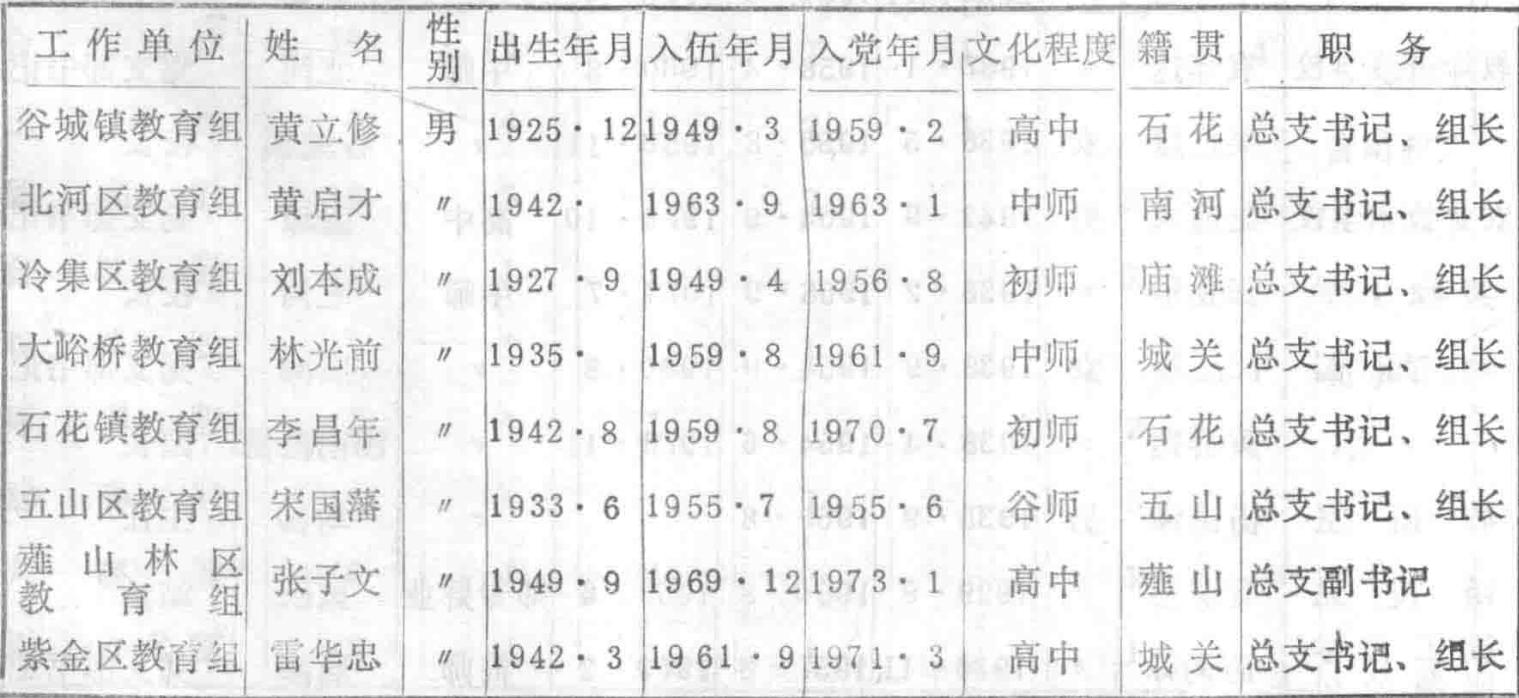 工作单位 姓名 性别 出生年月 入伍年月 入党年月 文化程度 籍贯 职务
谷城镇教育组 黄立修 男 1925·12 1949·3 1959·2 高中 石花 总支书记、组长
北河区教育组 黄启才 〃 1942· 1963·9 1963·1 中师 南河 总支书记、组长
冷集区教育组 刘本成 〃 1927·9 1949·4 1956·8 初师 庙滩 总支书记、组长
大峪桥教育组 林光前 〃 1935· 1959·8 1961·9 中师 城关 总支书记、组长
石花镇教育组 李昌年 〃 1942·8 1959·8 1970·7 初师 石花 总支书记、组长
五山区教育组 宋国藩 〃 1933·6 1955·7 1955·6 谷师 五山 总支书记、组长
薤山林区教育组 张子文 〃 1949·9 1969·12 1973·1 高中 薤山 总支副书记
紫金区教育组 雷华忠 〃 1942·3 1961·9 1971·3 高中 城关 总支书记、组长